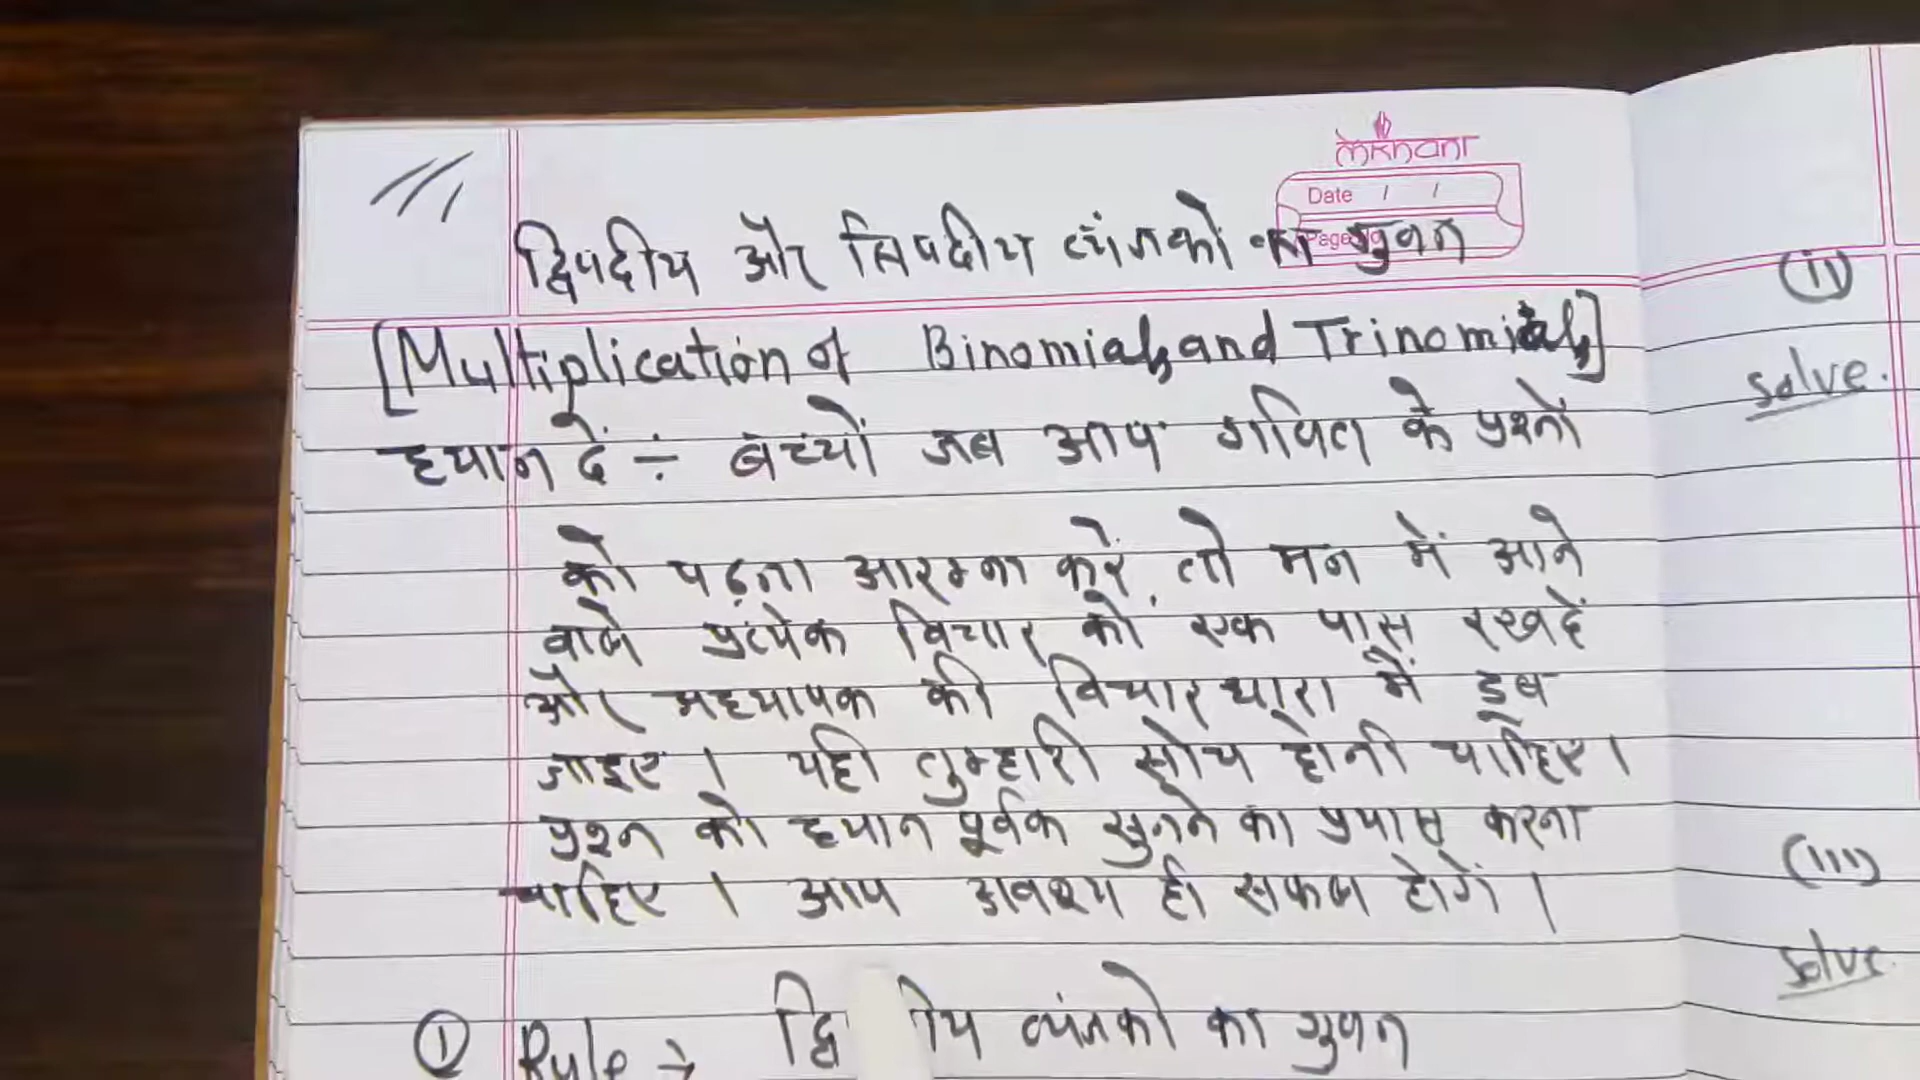 lekhani
Date / /
Page
द्विपदीय और त्रिपदीय व्यंजको का गुणन
[Multiplication of Binomials and Trinomials]
ध्यान दें ÷ बच्चों जब आप गणित के प्रश्नों
को पढ़ना आरम्भ करें, तो मन में आने
वाले प्रत्येक विचार को एक पास रखदें
और अध्यापक की विचारधारा में डूब
जाइए । यही तुम्हारी सोच होनी चाहिए ।
प्रश्न को ध्यान पूर्वक सुनने का प्रयास करना
चाहिए । आप अवश्य ही सफल होगें ।
① Rule → द्वि ीय व्यंजको का गुणन
(ii)
solve.
(iii)
solve